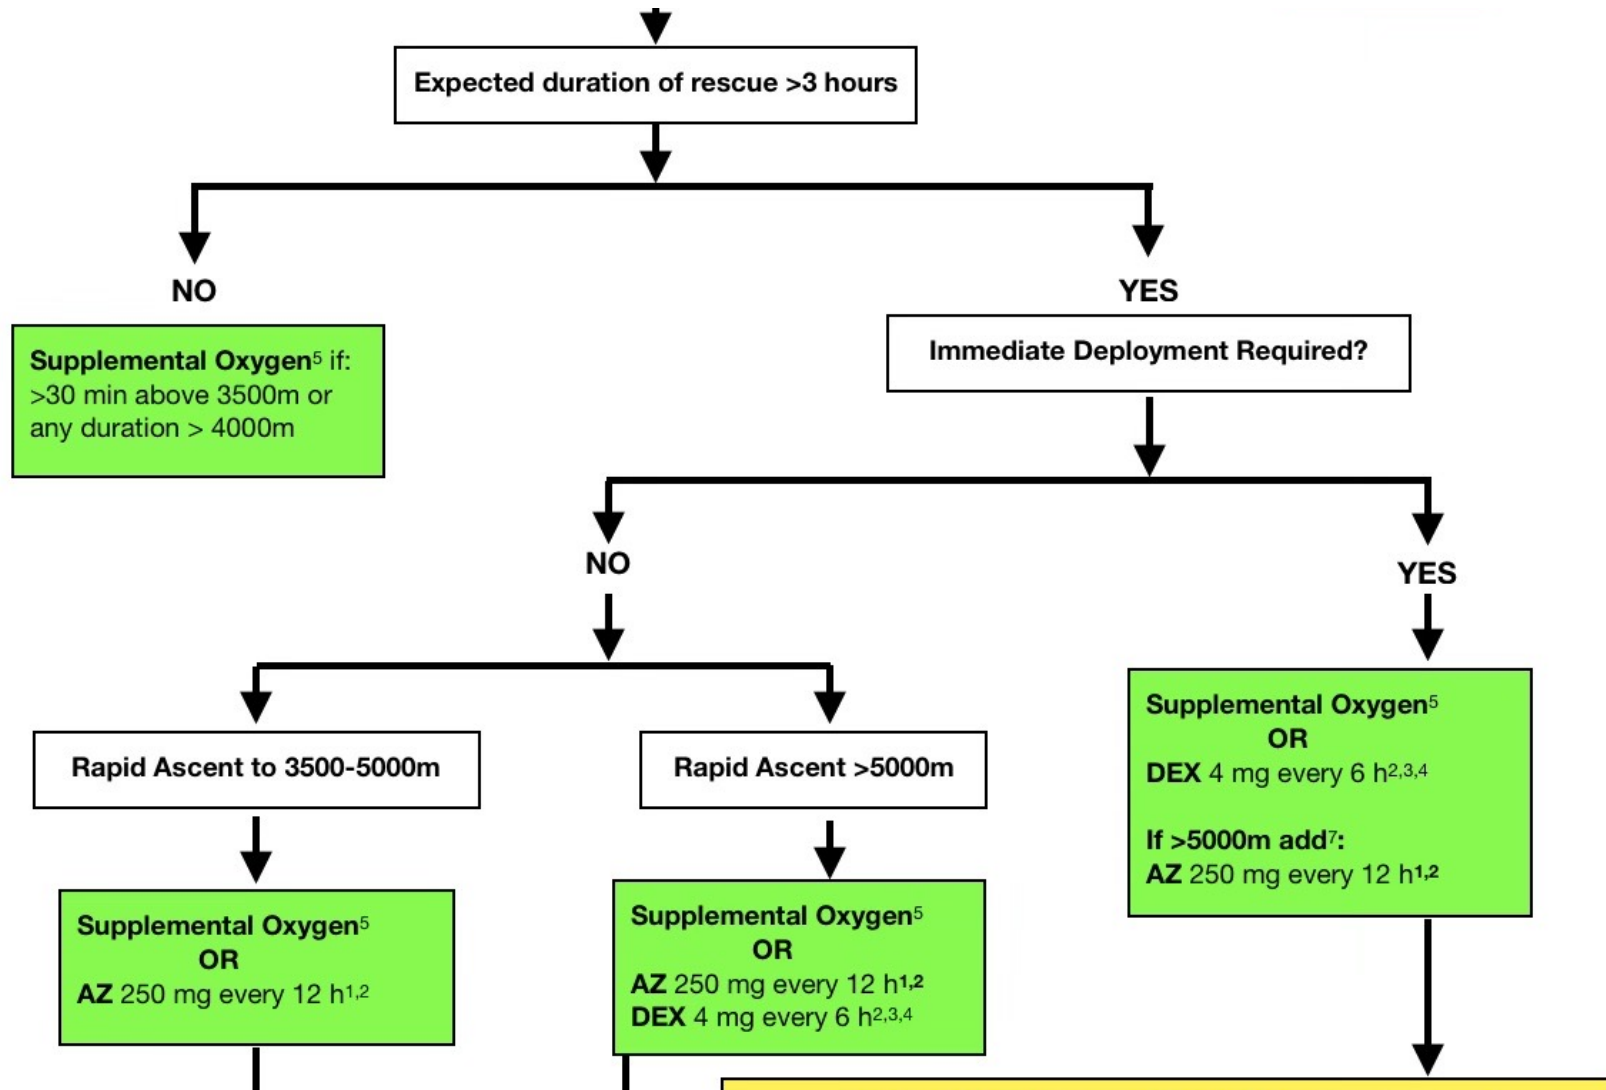 Expected duration of rescue >3 hours
NO
YES
Supplemental Oxygen⁵ if:
>30 min above 3500m or
any duration > 4000m
Immediate Deployment Required?
NO
YES
Rapid Ascent to 3500-5000m
Rapid Ascent >5000m
Supplemental Oxygen⁵
OR
DEX 4 mg every 6 h²,³,⁴
If >5000m add⁷:
AZ 250 mg every 12 h¹,²
Supplemental Oxygen⁵
OR
AZ 250 mg every 12 h¹,²
Supplemental Oxygen⁵
OR
AZ 250 mg every 12 h¹,²
DEX 4 mg every 6 h²,³,⁴